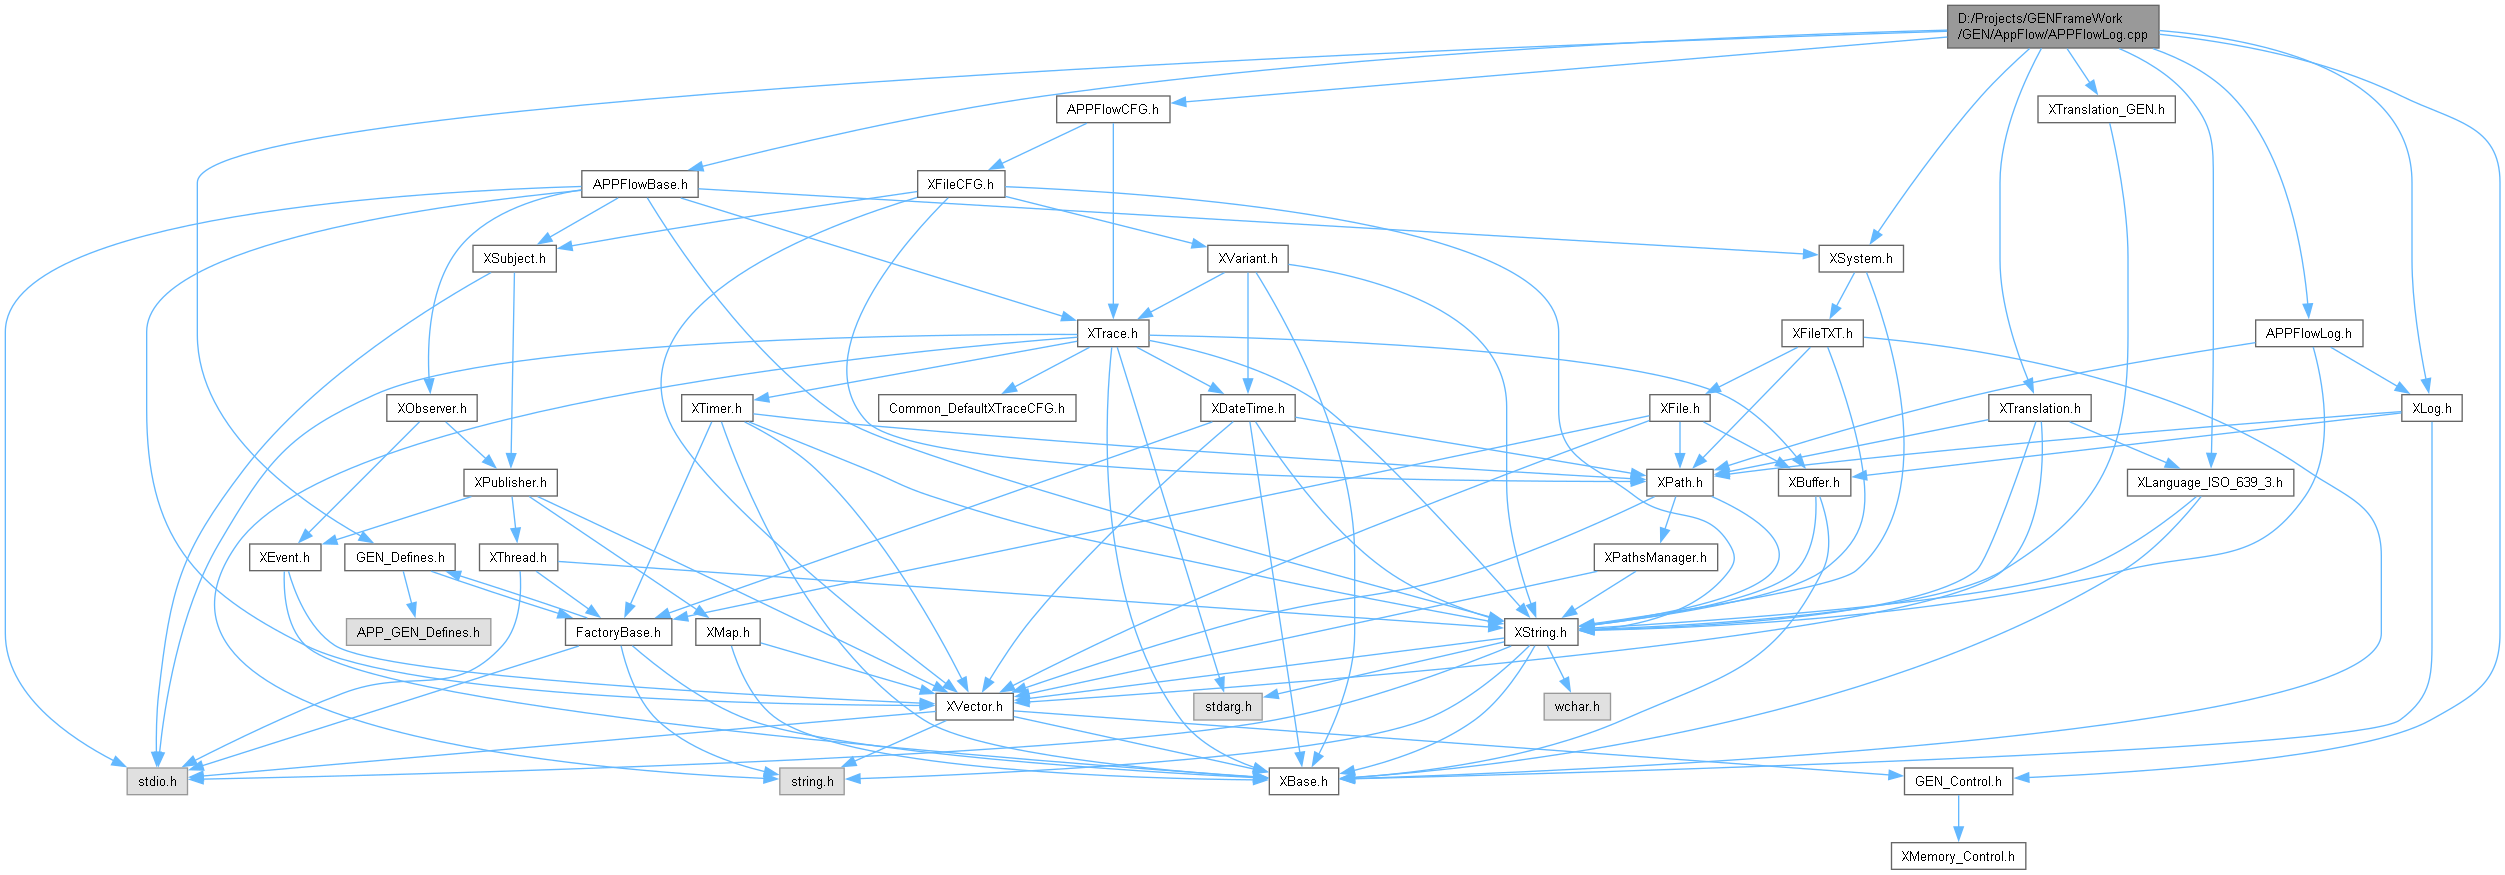 D:/Projects/GENFrameWork
/GEN/AppFlow/APPFlowLog.cpp
APPFlowCFG.h
XTranslation_GEN.h
APPFlowBase.h
XFileCFG.h
XSubject.h
XVariant.h
XSystem.h
XTrace.h
XFileTXT.h
APPFlowLog.h
XObserver.h
XTimer.h
Common_DefaultXTraceCFG.h
XDateTime.h
XFile.h
XTranslation.h
XLog.h
XPublisher.h
XPath.h
XBuffer.h
XLanguage_ISO_639_3.h
XEvent.h
GEN_Defines.h
XThread.h
XPathsManager.h
APP_GEN_Defines.h
FactoryBase.h
XMap.h
XString.h
XVector.h
stdarg.h
wchar.h
stdio.h
string.h
XBase.h
GEN_Control.h
XMemory_Control.h